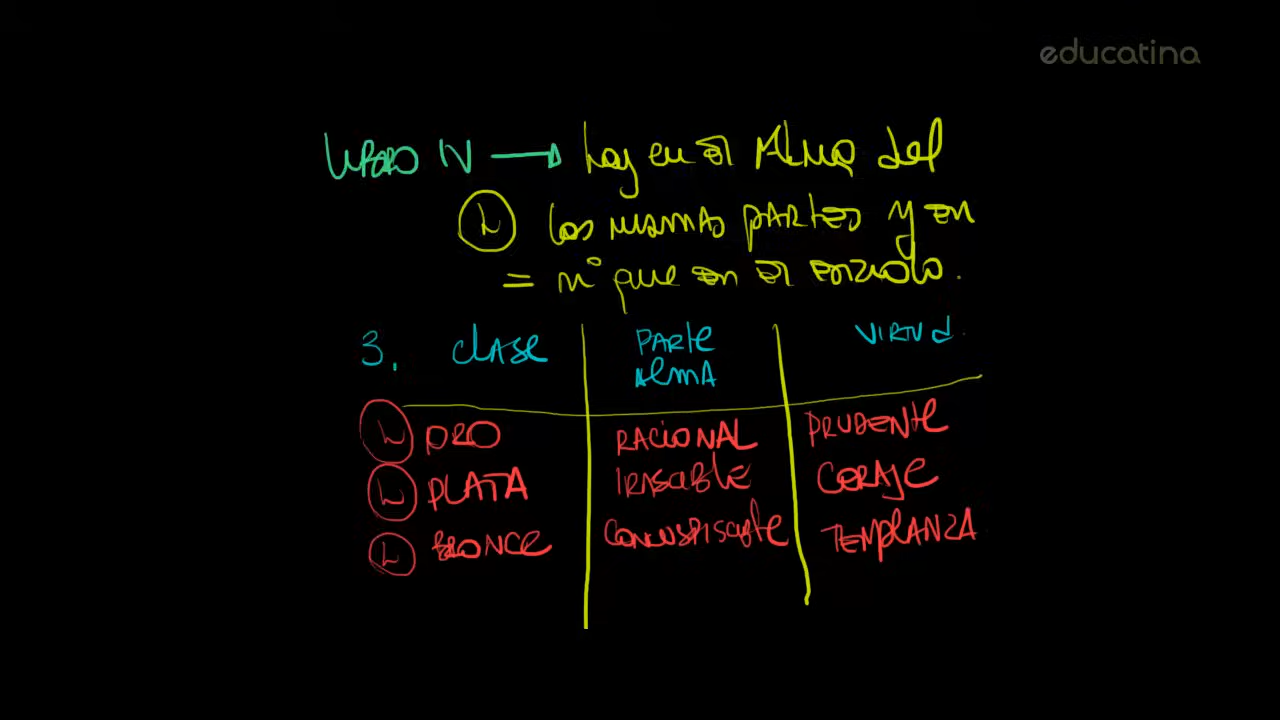 educatina
LIBRO IV → hay en el Alma del
(h) las mismas partes y en
= nº que en el estado.
3. Clase PARTE ALMA VIRTUD
(h) ORO RACIONAL PRUDENTE
(h) PLATA IRASCIBLE CORAJE
(h) BRONCE CONCUPISCIBLE TEMPLANZA